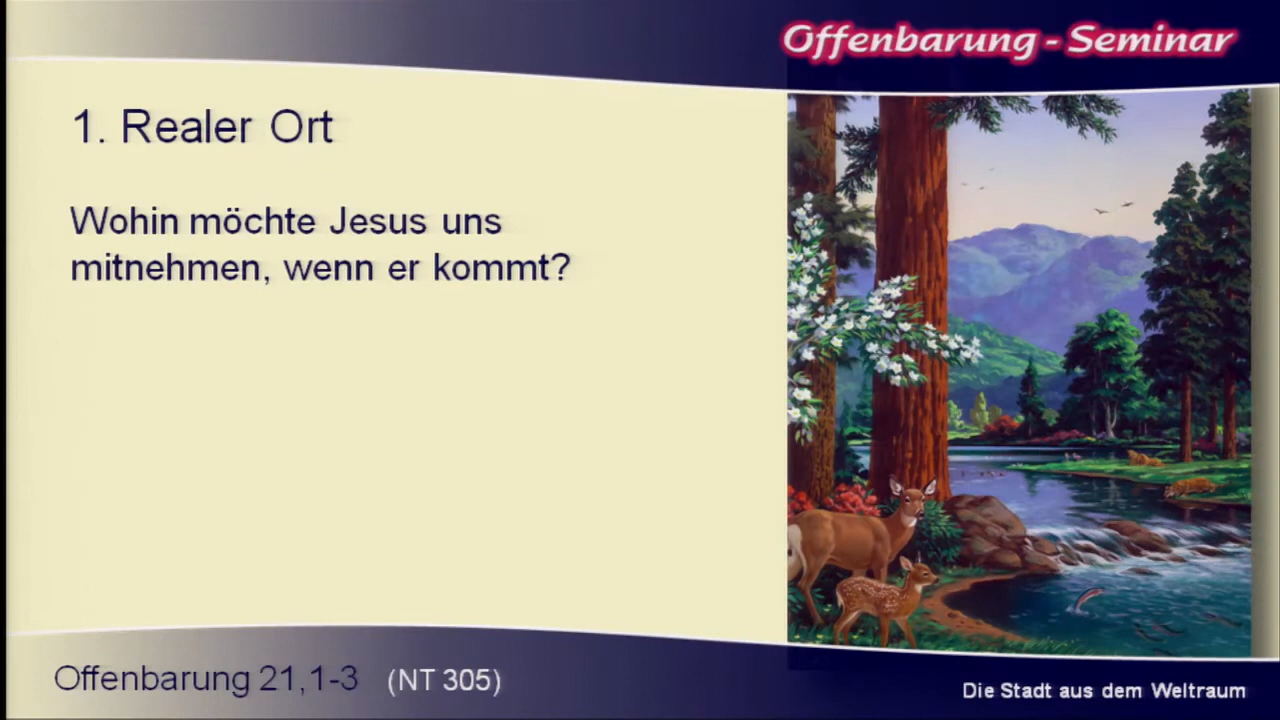 Offenbarung - Seminar
1. Realer Ort
Wohin möchte Jesus uns
mitnehmen, wenn er kommt?
Offenbarung 21,1-3 (NT 305)
Die Stadt aus dem Weltraum